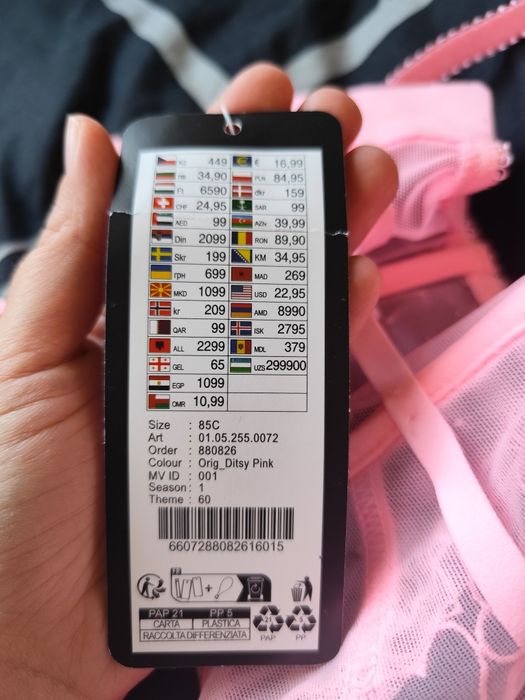 Kč 449 € 16,99
лв 34,90 PLN 84,95
Ft 6590 dkr 159
CHF 24,95 SAR 99
AED 99 AZN 39,99
Din 2099 RON 89,90
Skr 199 KM 34,95
грн 699 MAD 269
MKD 1099 USD 22,95
kr 209 AMD 8990
QAR 99 ISK 2795
ALL 2299 MDL 379
GEL 65 UZS 299900
EGP 1099
OMR 10,99
Size : 85C
Art : 01.05.255.0072
Order : 880826
Colour : Orig_Ditsy Pink
MV ID : 001
Season : 1
Theme : 60
6607288082616015
FR
PAP 21 PP 5
CARTA PLASTICA
RACCOLTA DIFFERENZIATA
21 5
PAP PP